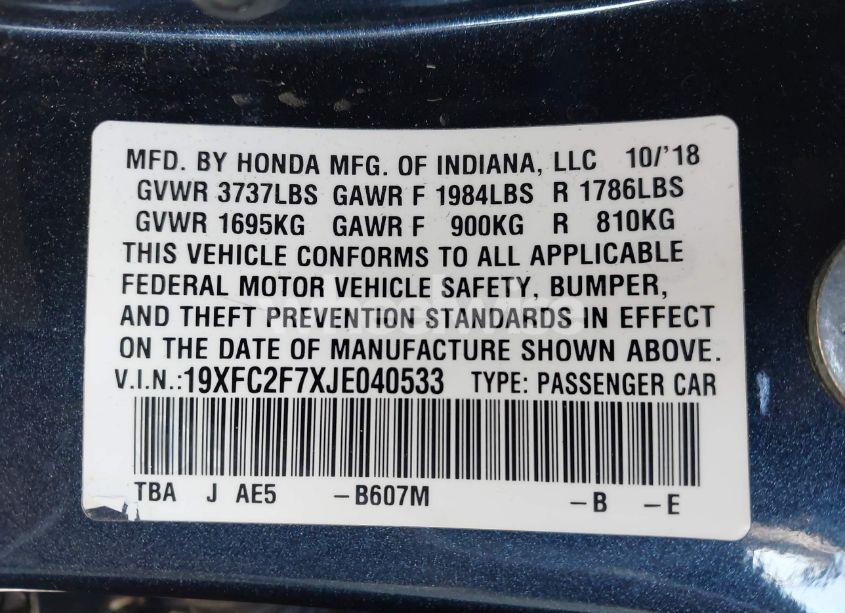 MFD. BY HONDA MFG. OF INDIANA, LLC 10/'18
GVWR 3737LBS GAWR F 1984LBS R 1786LBS
GVWR 1695KG GAWR F 900KG R 810KG
THIS VEHICLE CONFORMS TO ALL APPLICABLE
FEDERAL MOTOR VEHICLE SAFETY, BUMPER,
AND THEFT PREVENTION STANDARDS IN EFFECT
ON THE DATE OF MANUFACTURE SHOWN ABOVE.
V.I.N.:19XFC2F7XJE040533 TYPE: PASSENGER CAR
TBA J AE5 –B607M –B –E